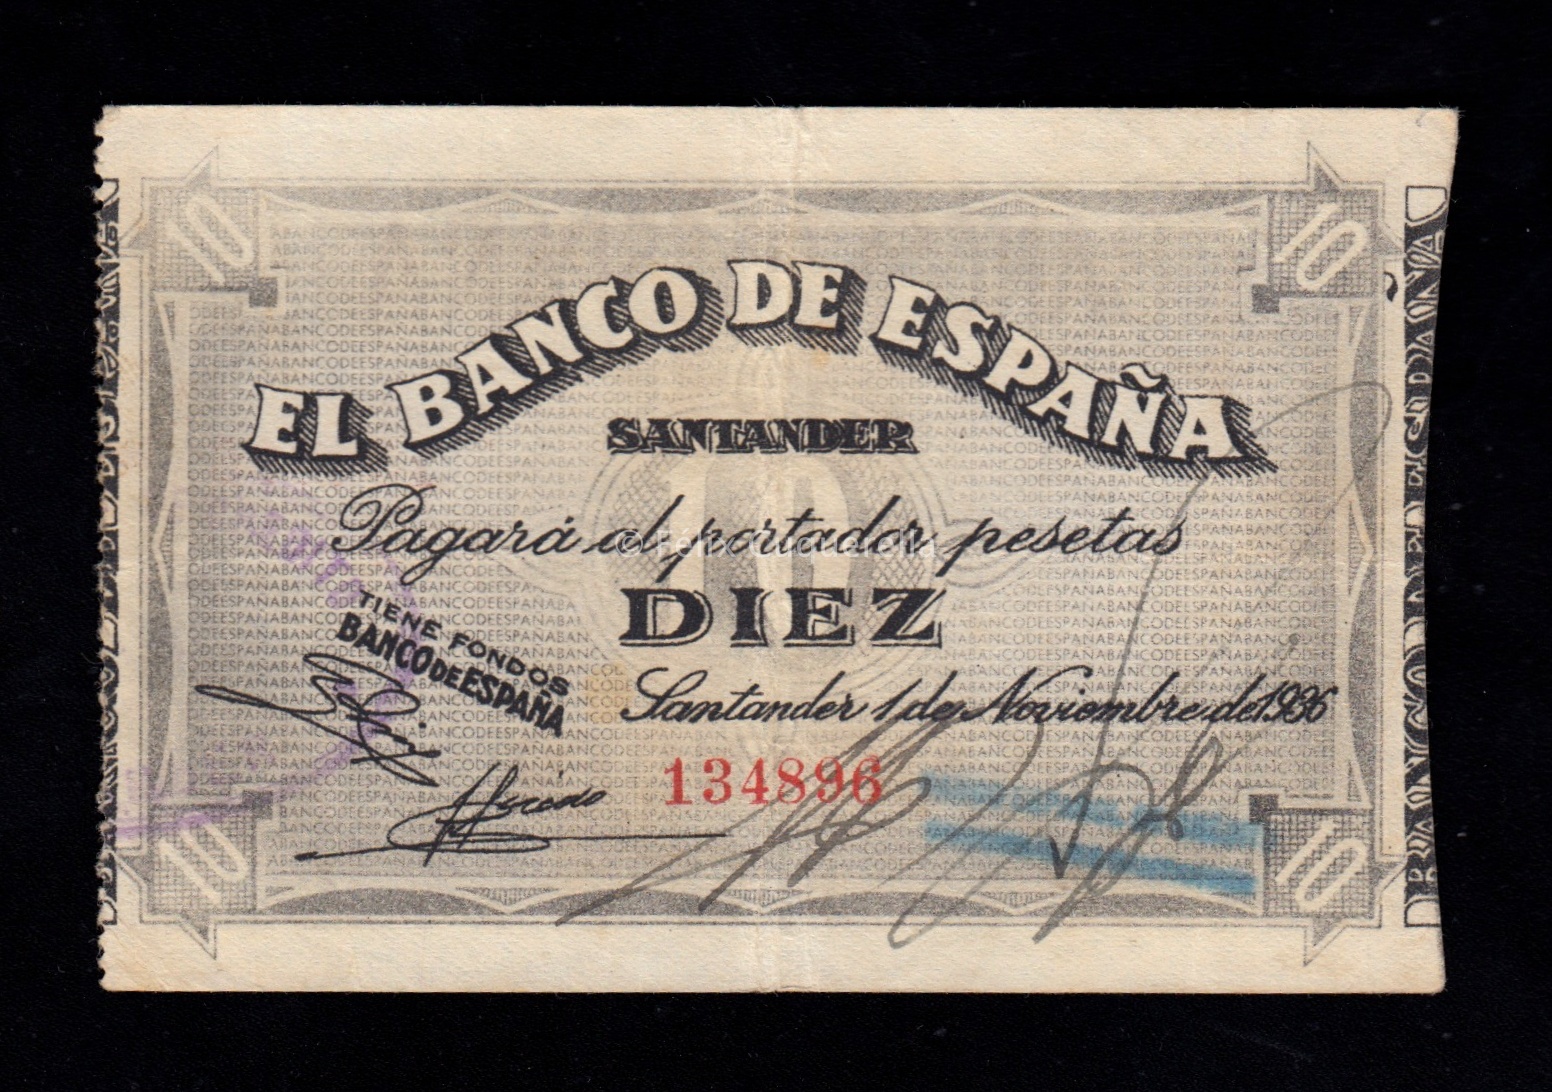 10 10
EL BANCO DE ESPAÑA
SANTANDER
10
Pagará al portador pesetas
DIEZ
TIENE FONDOS
BANCO DE ESPAÑA
Santander 1 de Noviembre de 1936
134896
10 10